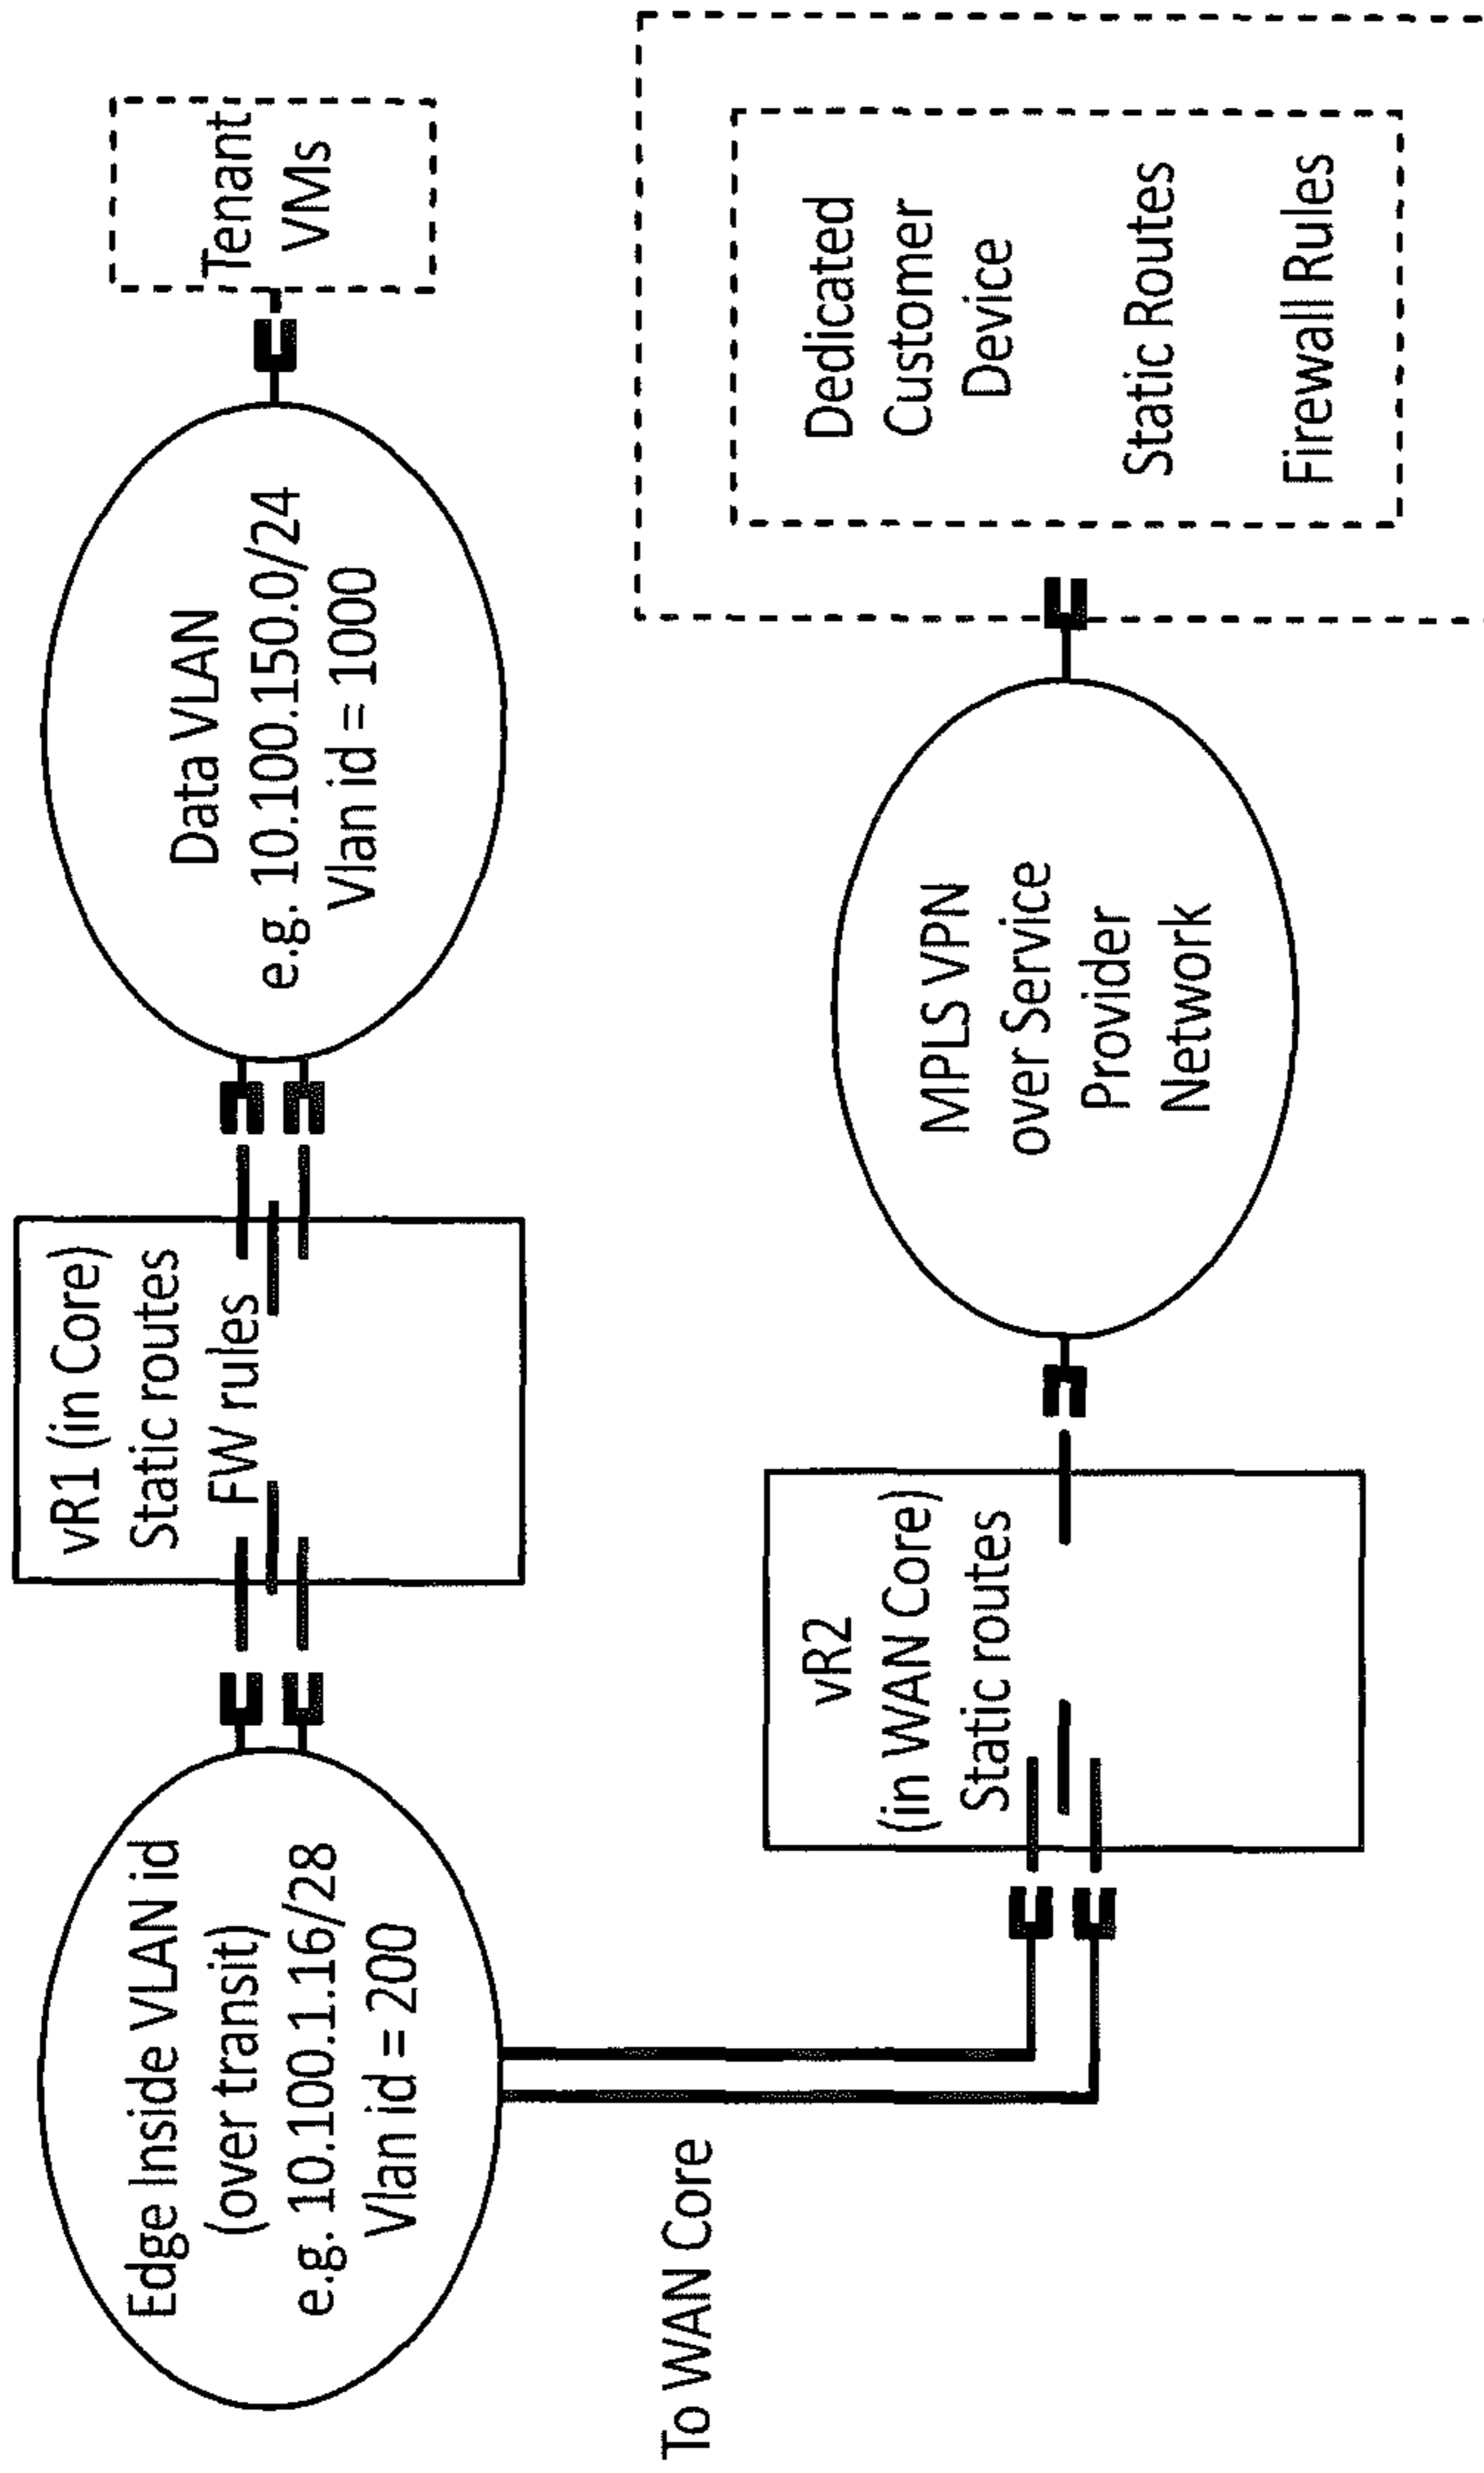 Edge Inside VLAN id
(over transit)
e.g. 10.100.1.16/28
Vlan id = 200
vR1 (in Core)
Static routes
FW rules
Data VLAN
e.g. 10.100.150.0/24
Vlan id = 1000
Tenant
VMs
To WAN Core
vR2
(in WAN Core)
Static routes
MPLS VPN
over Service
Provider
Network
Dedicated
Customer
Device
Static Routes
Firewall Rules